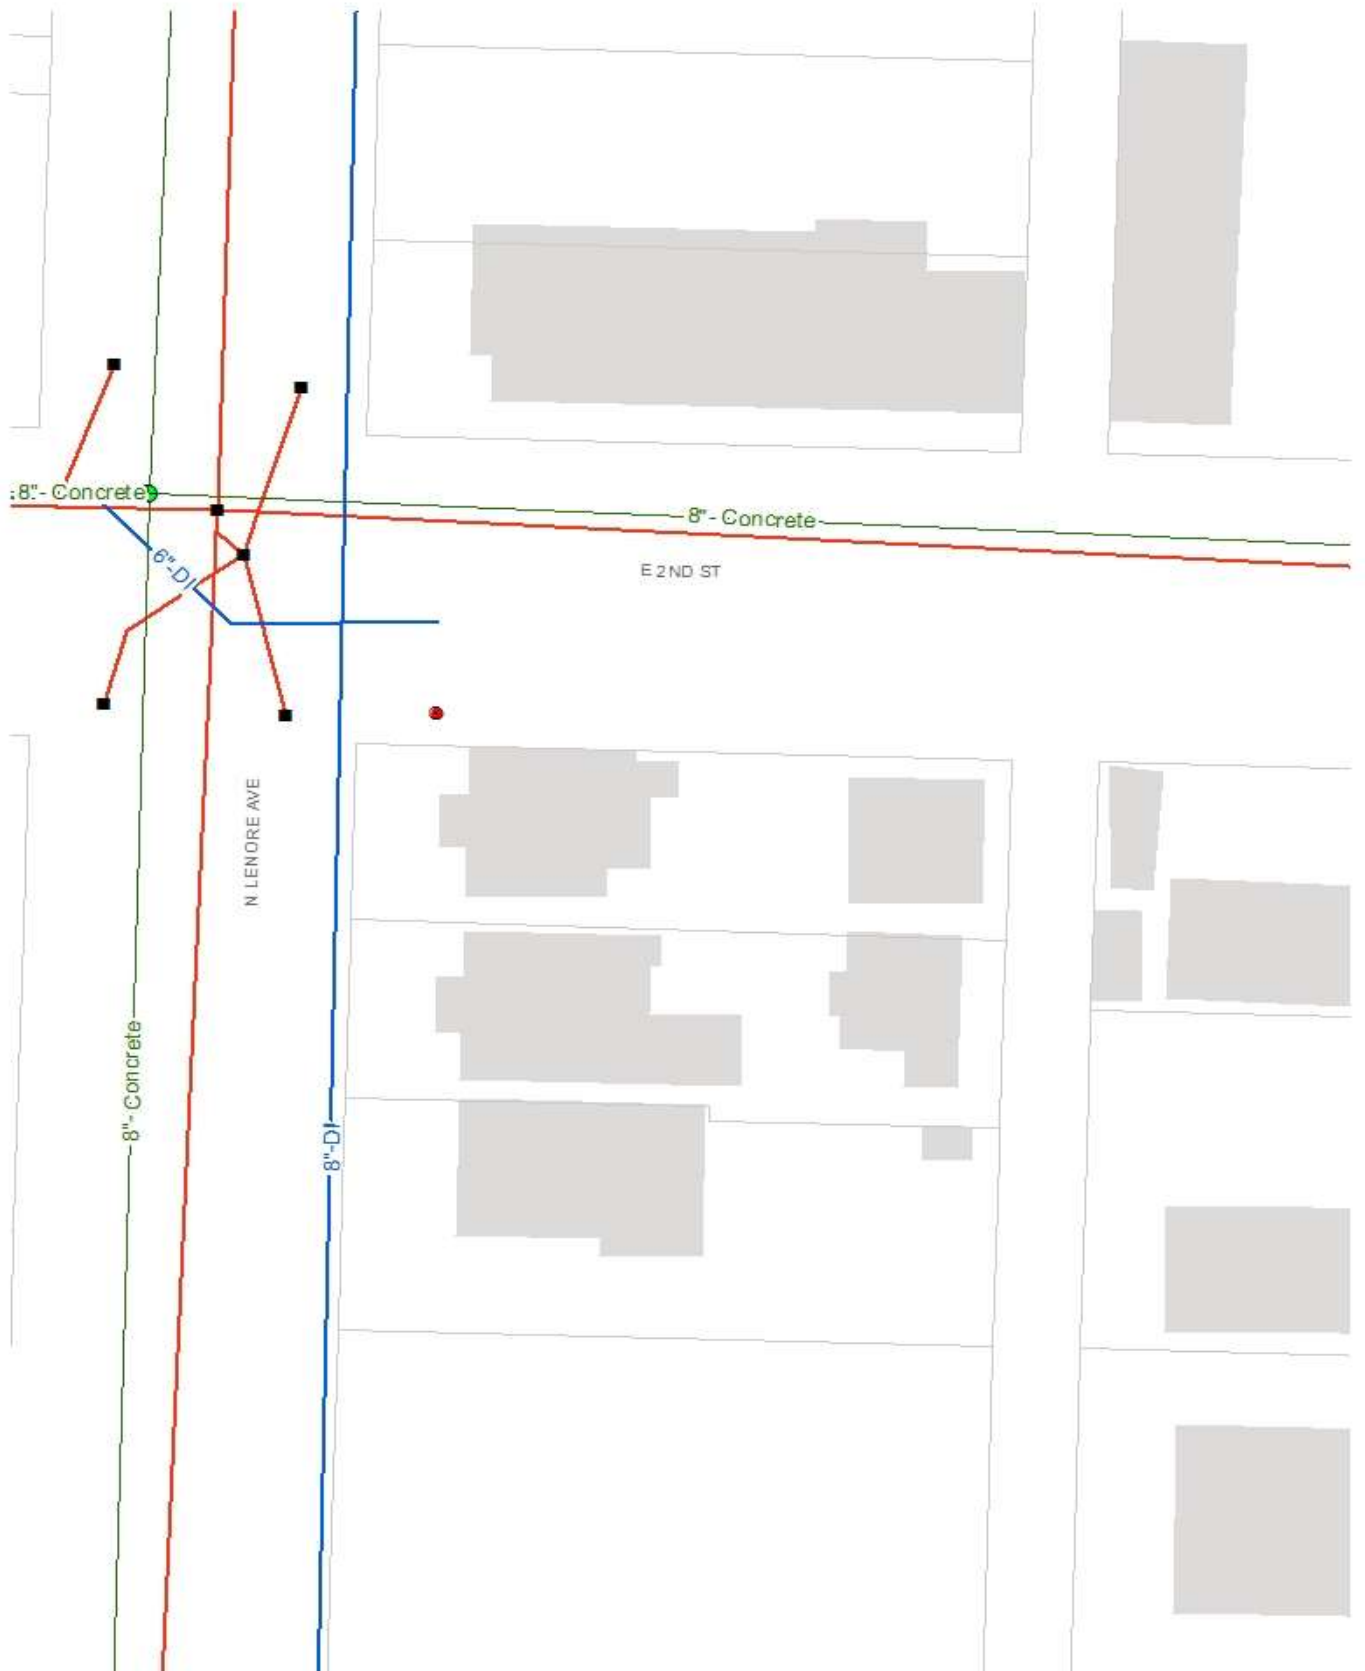 8"- Concrete
8"- Concrete
6"-DI
E 2ND ST
N LENORE AVE
8"-Concrete
8"-DI